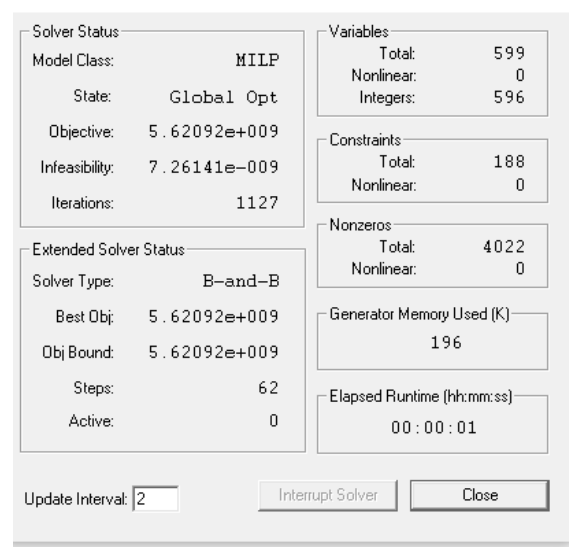 Solver Status
Model Class: MILP
State: Global Opt
Objective: 5.62092e+009
Infeasibility: 7.26141e-009
Iterations: 1127
Extended Solver Status
Solver Type: B-and-B
Best Obj: 5.62092e+009
Obj Bound: 5.62092e+009
Steps: 62
Active: 0
Variables
Total: 599
Nonlinear: 0
Integers: 596
Constraints
Total: 188
Nonlinear: 0
Nonzeros
Total: 4022
Nonlinear: 0
Generator Memory Used (K)
196
Elapsed Runtime (hh:mm:ss)
00:00:01
Update Interval: 2
Interrupt Solver
Close